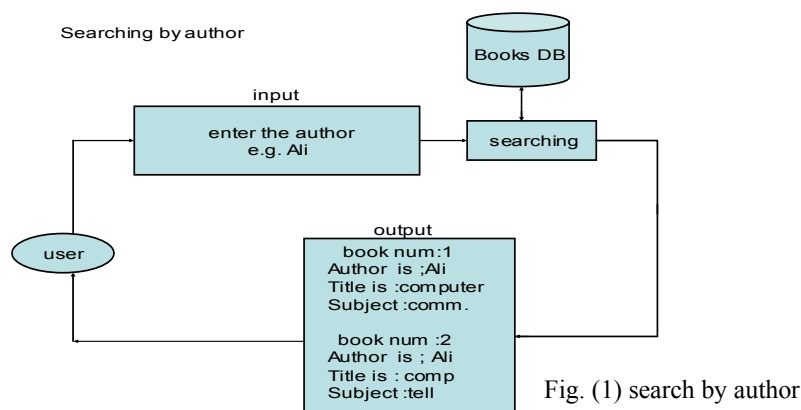 Searching by author
Books DB
input
enter the author
e.g. Ali
searching
output
user
book num:1
Author is ;Ali
Title is :computer
Subject :comm.
book num :2
Author is ; Ali
Title is : comp
Subject :tell
Fig. (1) search by author